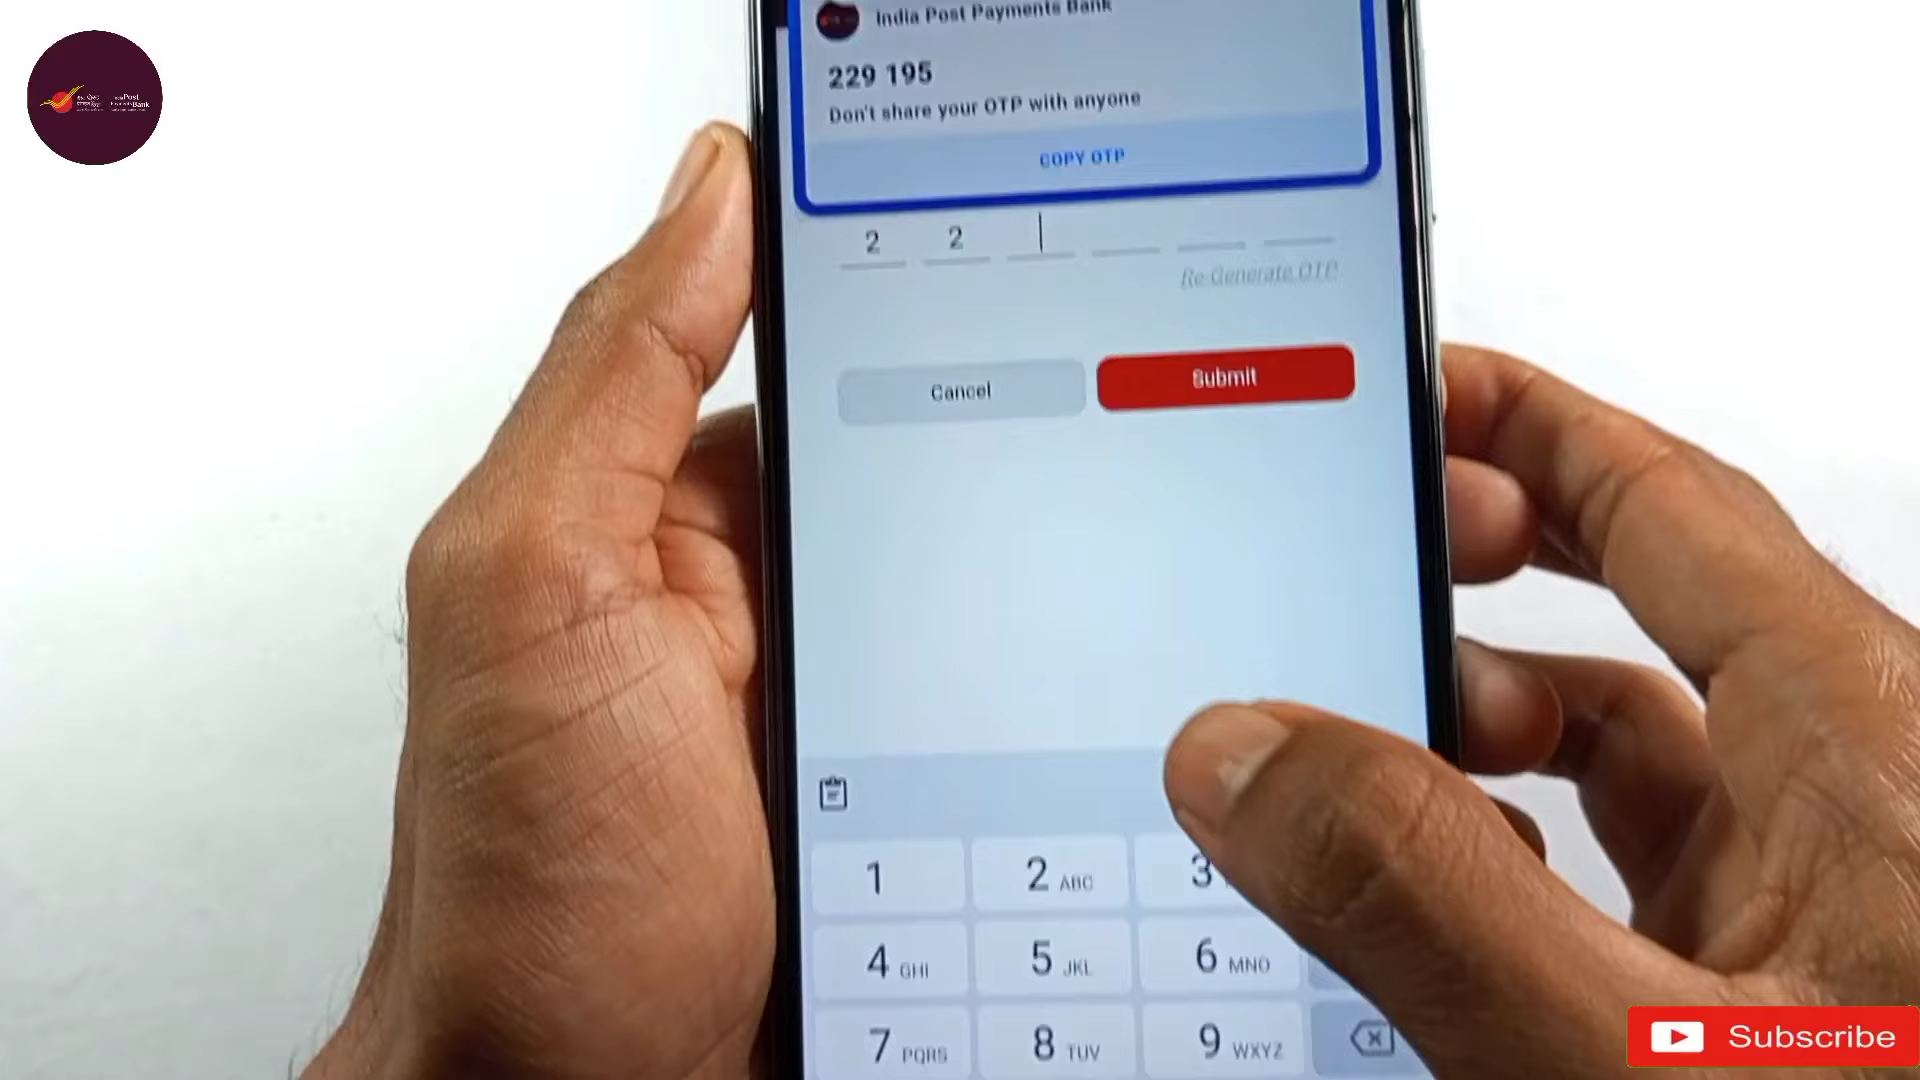 India Post Payments Bank
229 195
Don't share your OTP with anyone
COPY OTP
2 2
Re-Generate OTP
Cancel
Submit
1
2 ABC
3
4 GHI
5 JKL
6 MNO
7 PQRS
8 TUV
9 WXYZ
Post
Bank
Subscribe